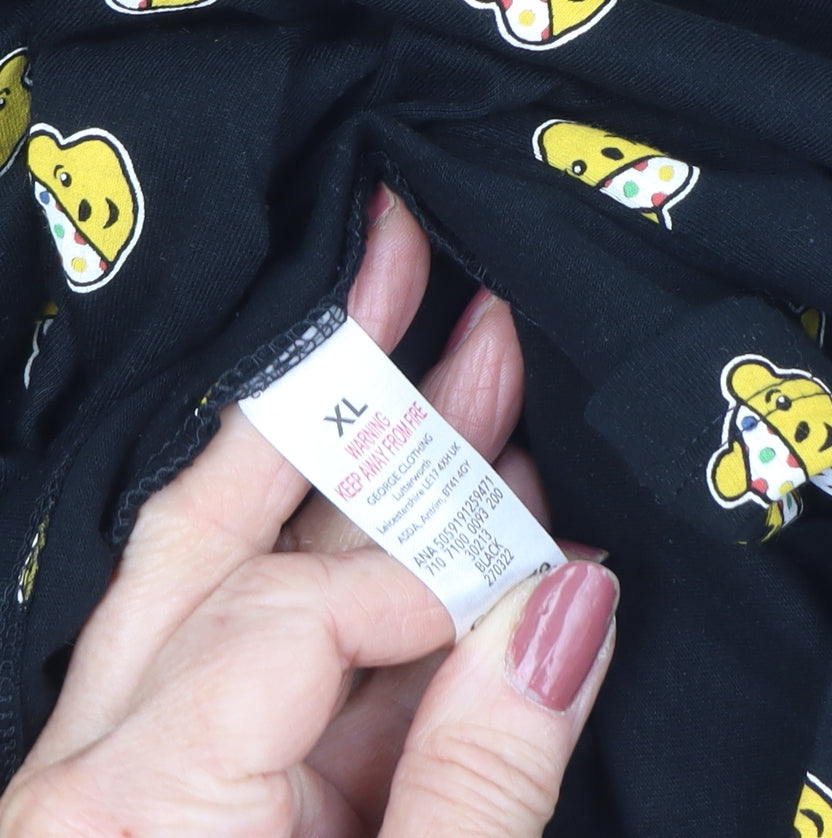 XL
WARNING
KEEP AWAY FROM FIRE
GEORGE CLOTHING
Lutterworth
Leicestershire LE17 4XH UK
ASDA, Antrim, BT41 4GY
ANA 5059191259471
710 7100 0093 200
30213
BLACK
270322